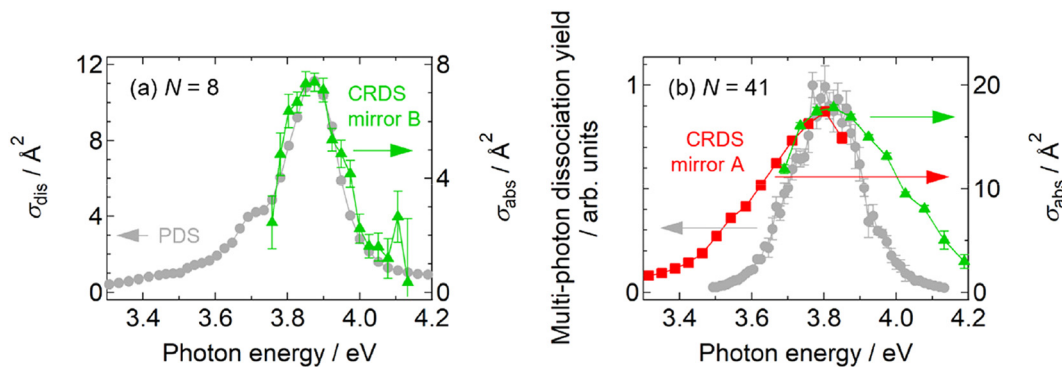 (a) N = 8
CRDS
mirror B
PDS
σdis / Å²
12
8
4
0
8
4
0
σabs / Å²
3.4 3.6 3.8 4.0 4.2
Photon energy / eV
(b) N = 41
CRDS
mirror A
Multi-photon dissociation yield
/ arb. units
1
0
20
10
0
σabs / Å²
3.4 3.6 3.8 4.0 4.2
Photon energy / eV